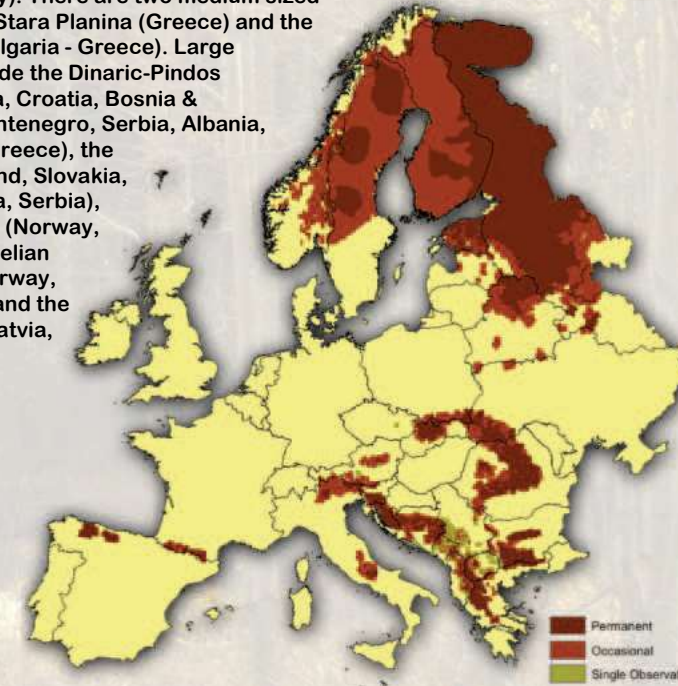 y). There are two medium sized
Stara Planina (Greece) and the
lgaria - Greece). Large
de the Dinaric-Pindos
a, Croatia, Bosnia &
ntenegro, Serbia, Albania,
reece), the
nd, Slovakia,
a, Serbia),
(Norway,
elian
rway,
and the
atvia,
Permanent
Occasional
Single Observat